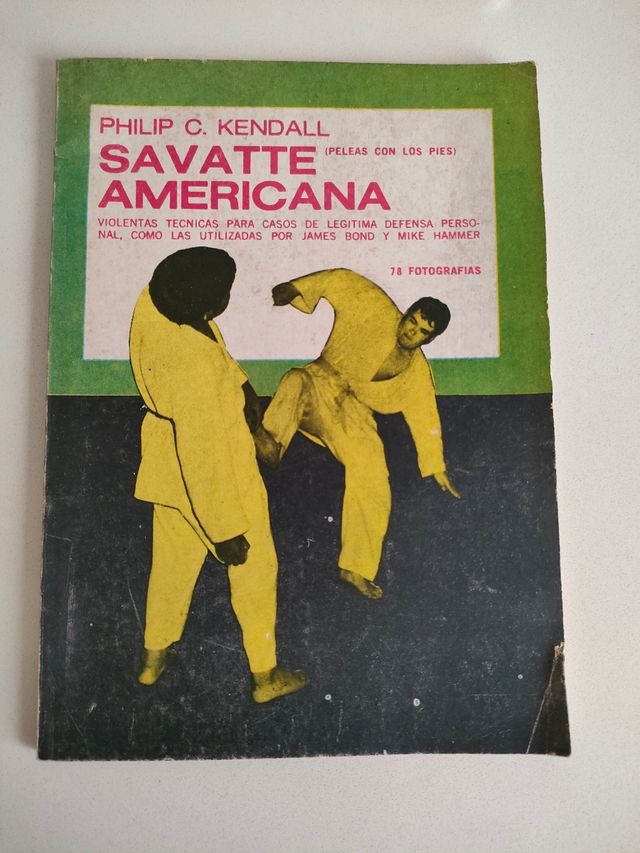 PHILIP C. KENDALL
SAVATTE (PELEAS CON LOS PIES)
AMERICANA
VIOLENTAS TECNICAS PARA CASOS DE LEGITIMA DEFENSA PERSO-
NAL, COMO LAS UTILIZADAS POR JAMES BOND Y MIKE HAMMER
78 FOTOGRAFIAS